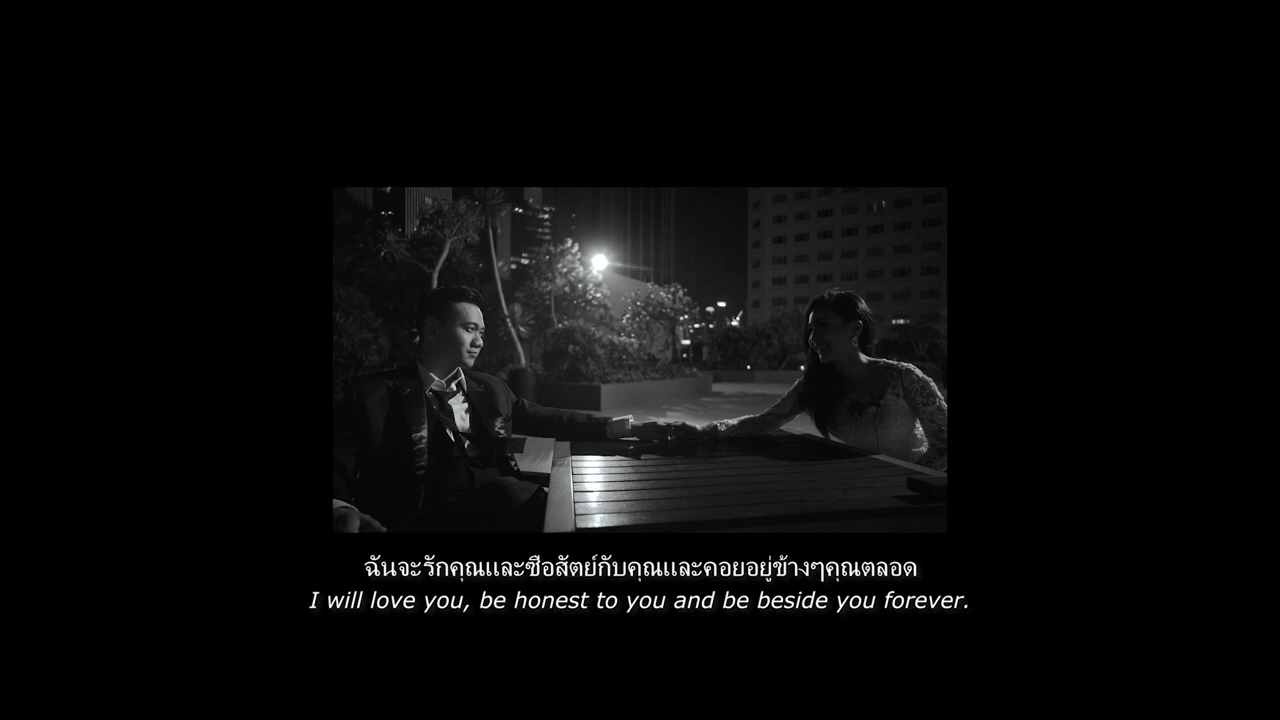 ฉันจะรักคุณและซือสัตย์กับคุณและคอยอยู่ข้างๆคุณตลอด
I will love you, be honest to you and be beside you forever.